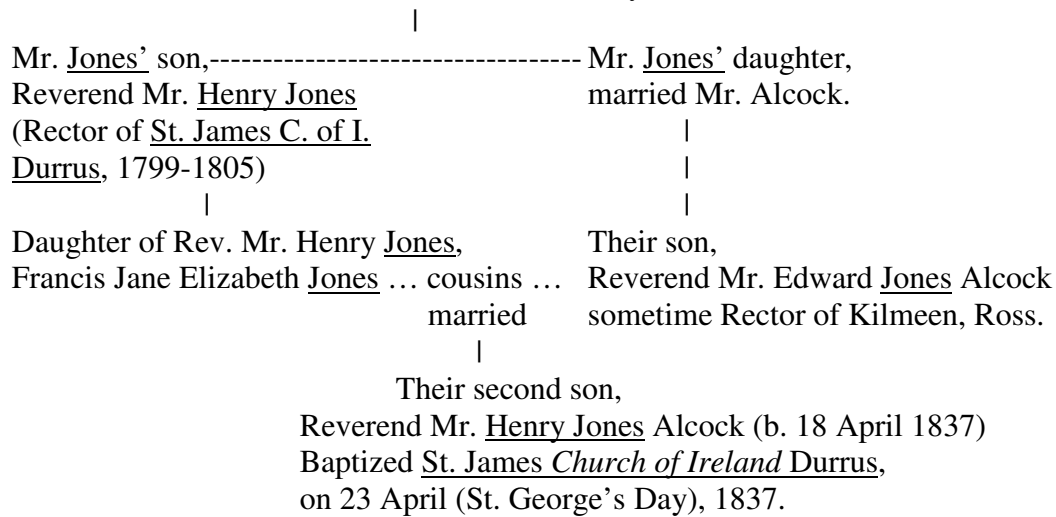 Mr. Jones’ son,----------------------------------- Mr. Jones’ daughter,
Reverend Mr. Henry Jones married Mr. Alcock.
(Rector of St. James C. of I.
Durrus, 1799-1805)
Daughter of Rev. Mr. Henry Jones, Their son,
Francis Jane Elizabeth Jones … cousins … Reverend Mr. Edward Jones Alcock
married sometime Rector of Kilmeen, Ross.
Their second son,
Reverend Mr. Henry Jones Alcock (b. 18 April 1837)
Baptized St. James Church of Ireland Durrus,
on 23 April (St. George’s Day), 1837.